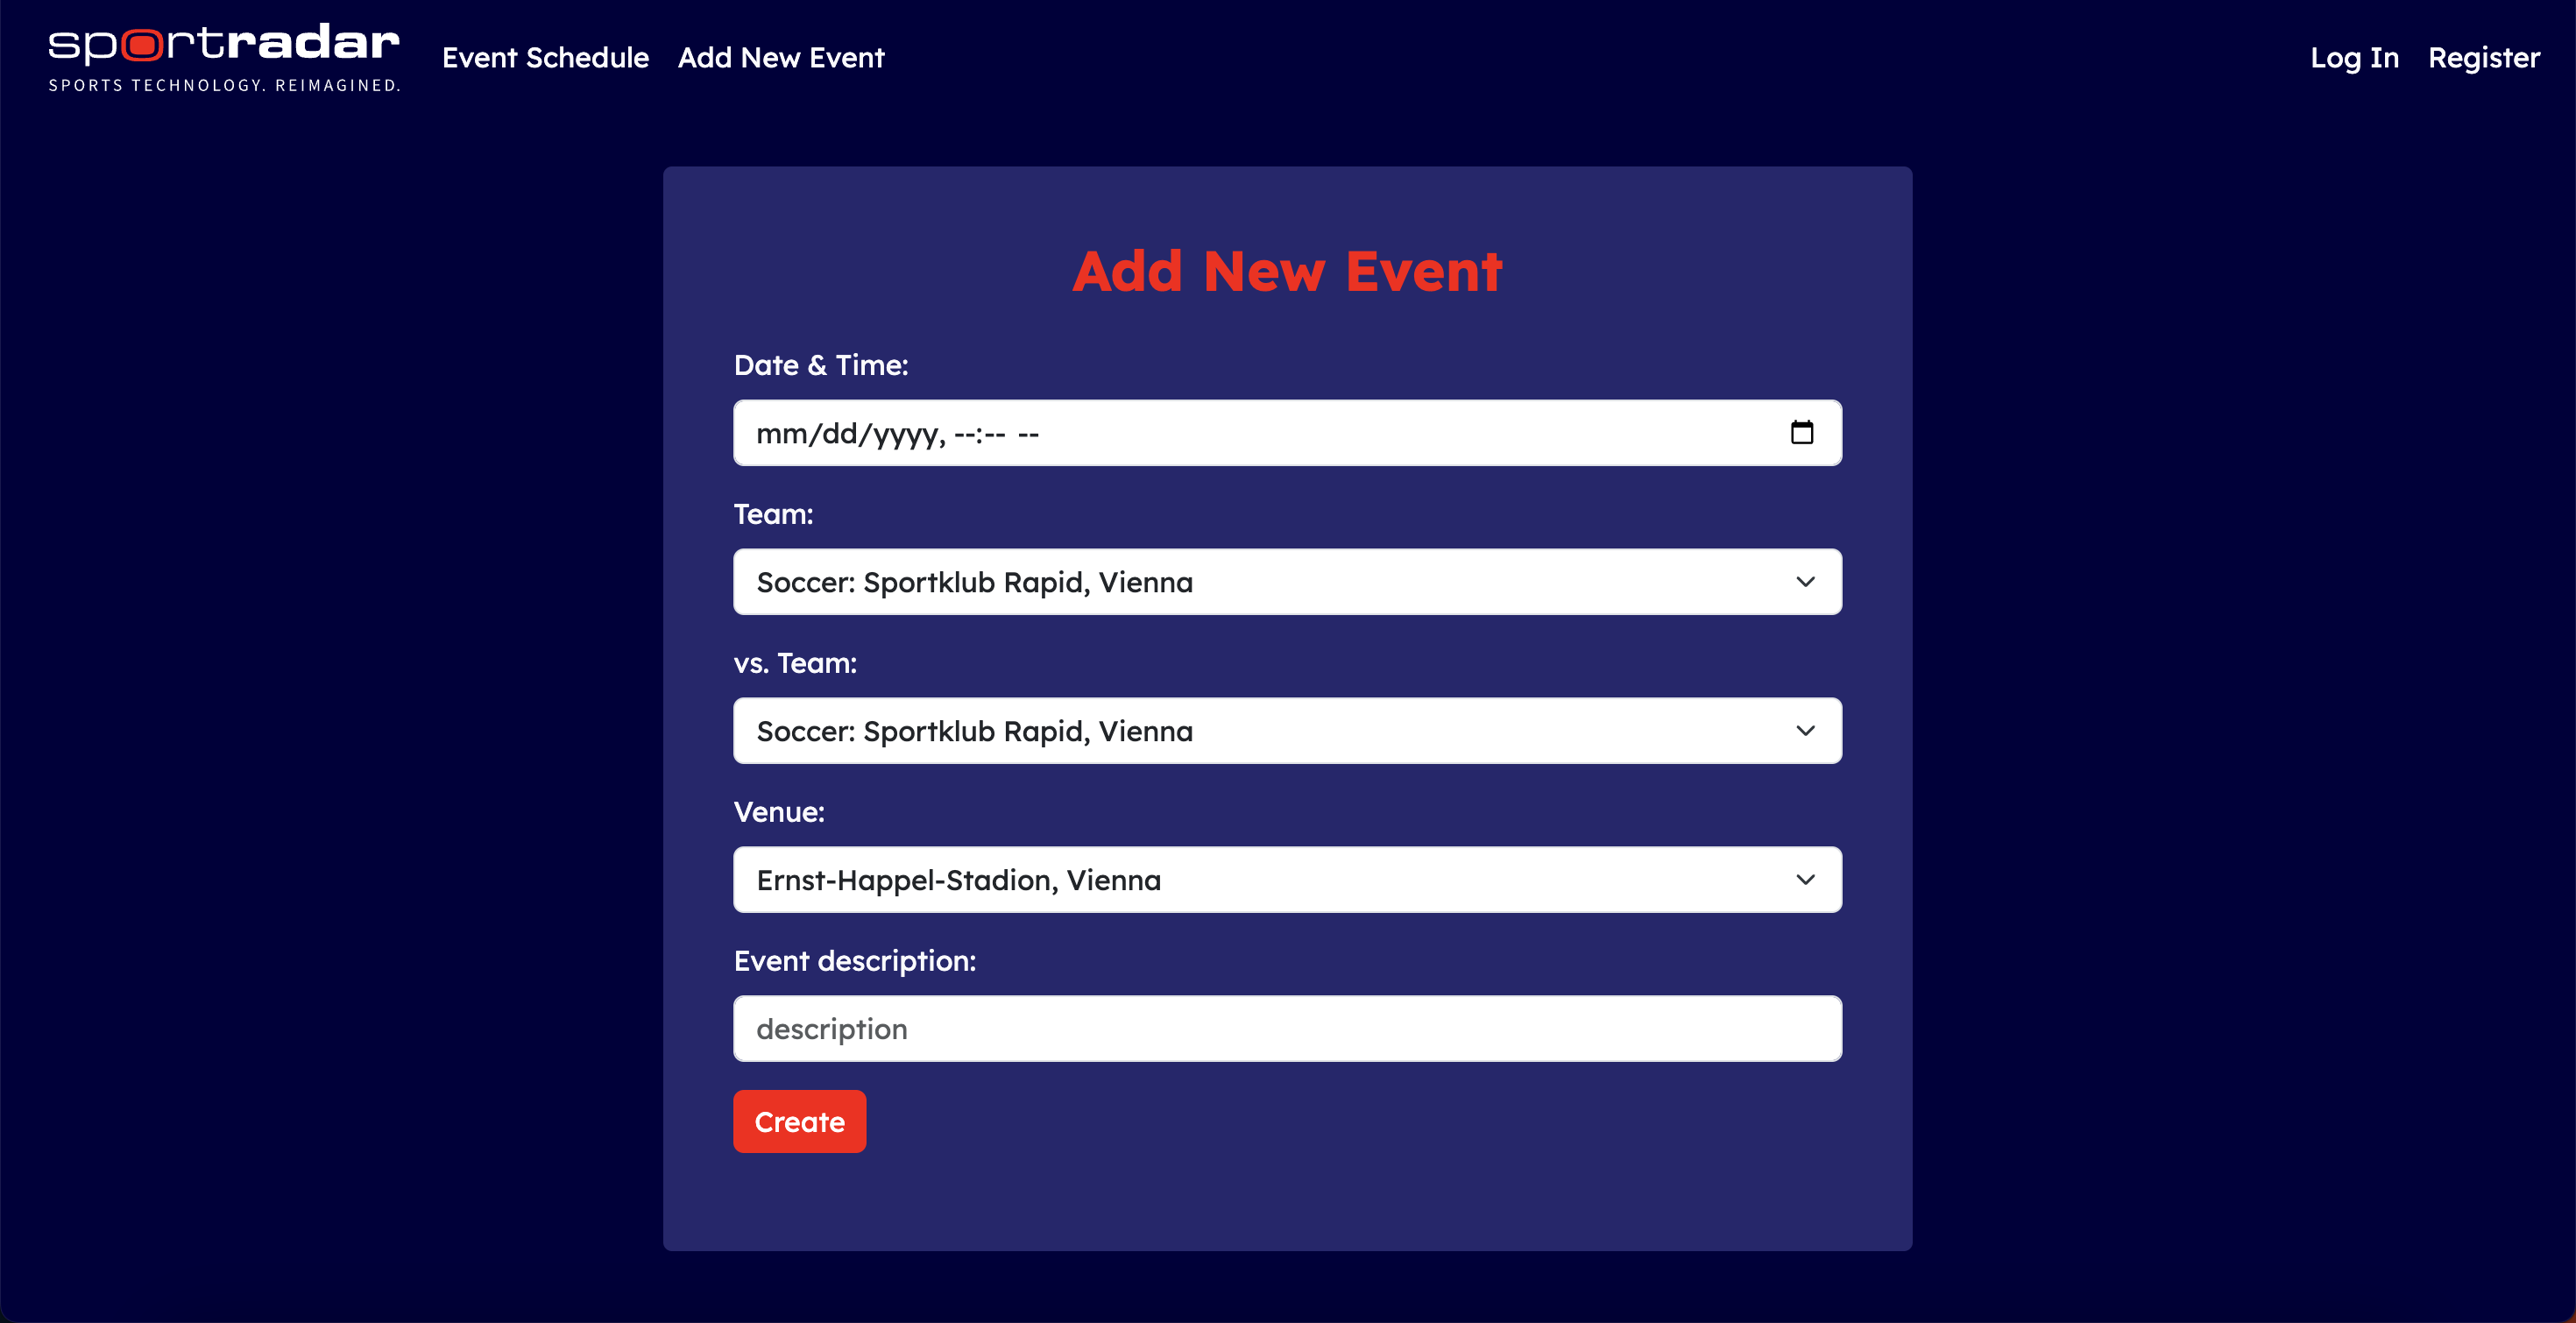 sportradar
SPORTS TECHNOLOGY. REIMAGINED.
Event Schedule
Add New Event
Log In
Register
Add New Event
Date & Time:
mm/dd/yyyy, --:-- --
Team:
Soccer: Sportklub Rapid, Vienna
vs. Team:
Soccer: Sportklub Rapid, Vienna
Venue:
Ernst-Happel-Stadion, Vienna
Event description:
description
Create